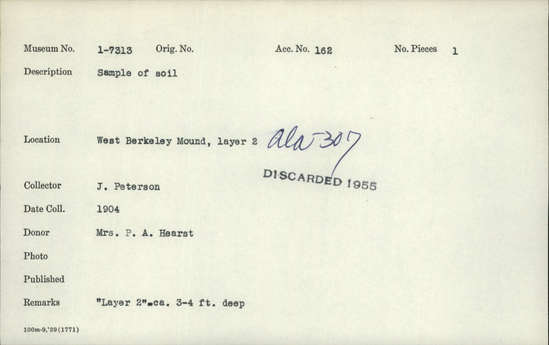 Museum No. 1-7313 Orig. No. Acc. No. 162 No. Pieces 1
Description Sample of soil
Location West Berkeley Mound, layer 2 Ala-307
DISCARDED 1955
Collector J. Peterson
Date Coll. 1904
Donor Mrs. P. A. Hearst
Photo
Published
Remarks "Layer 2"=ca. 3-4 ft. deep
100m-9,'39(1771)